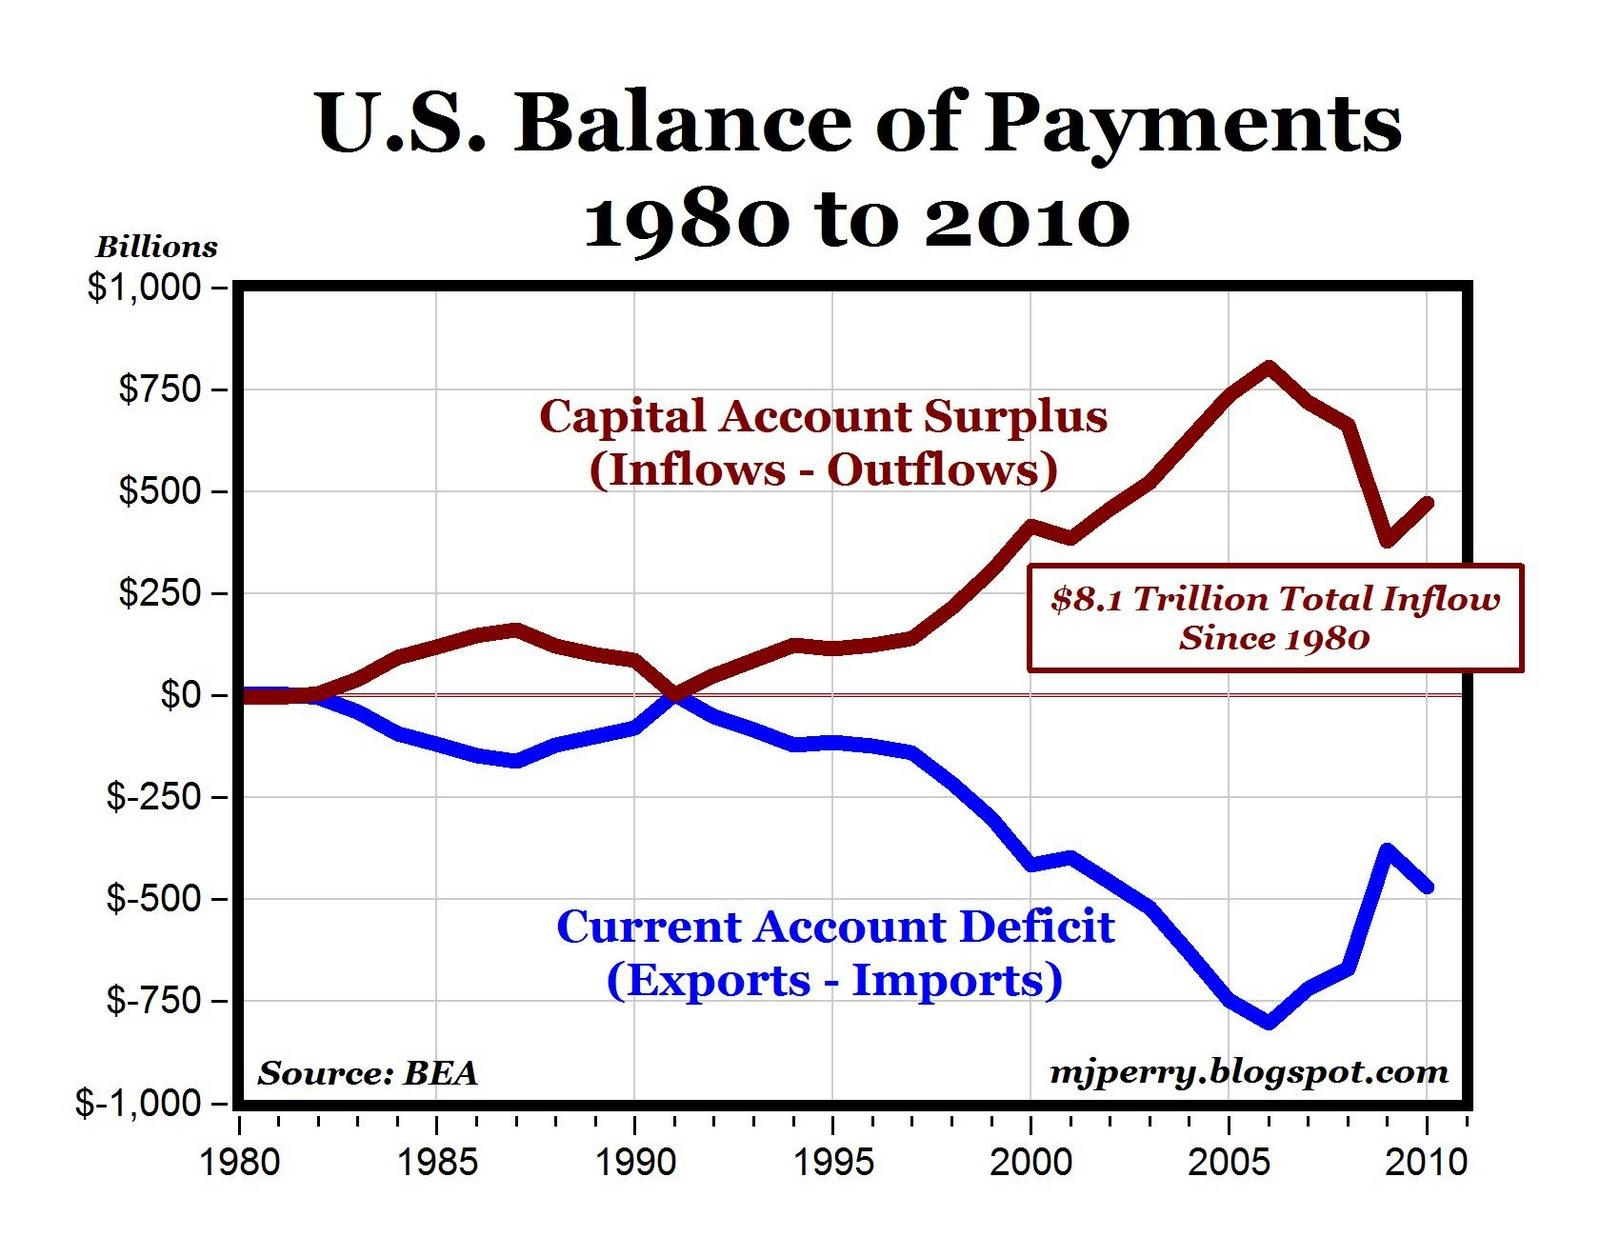 U.S. Balance of Payments
1980 to 2010
Billions
$1,000
$750
$500
$250
$0
$-250
$-500
$-750
$-1,000
Capital Account Surplus
(Inflows - Outflows)
$8.1 Trillion Total Inflow
Since 1980
Current Account Deficit
(Exports - Imports)
Source: BEA
mjperry.blogspot.com
1980 1985 1990 1995 2000 2005 2010